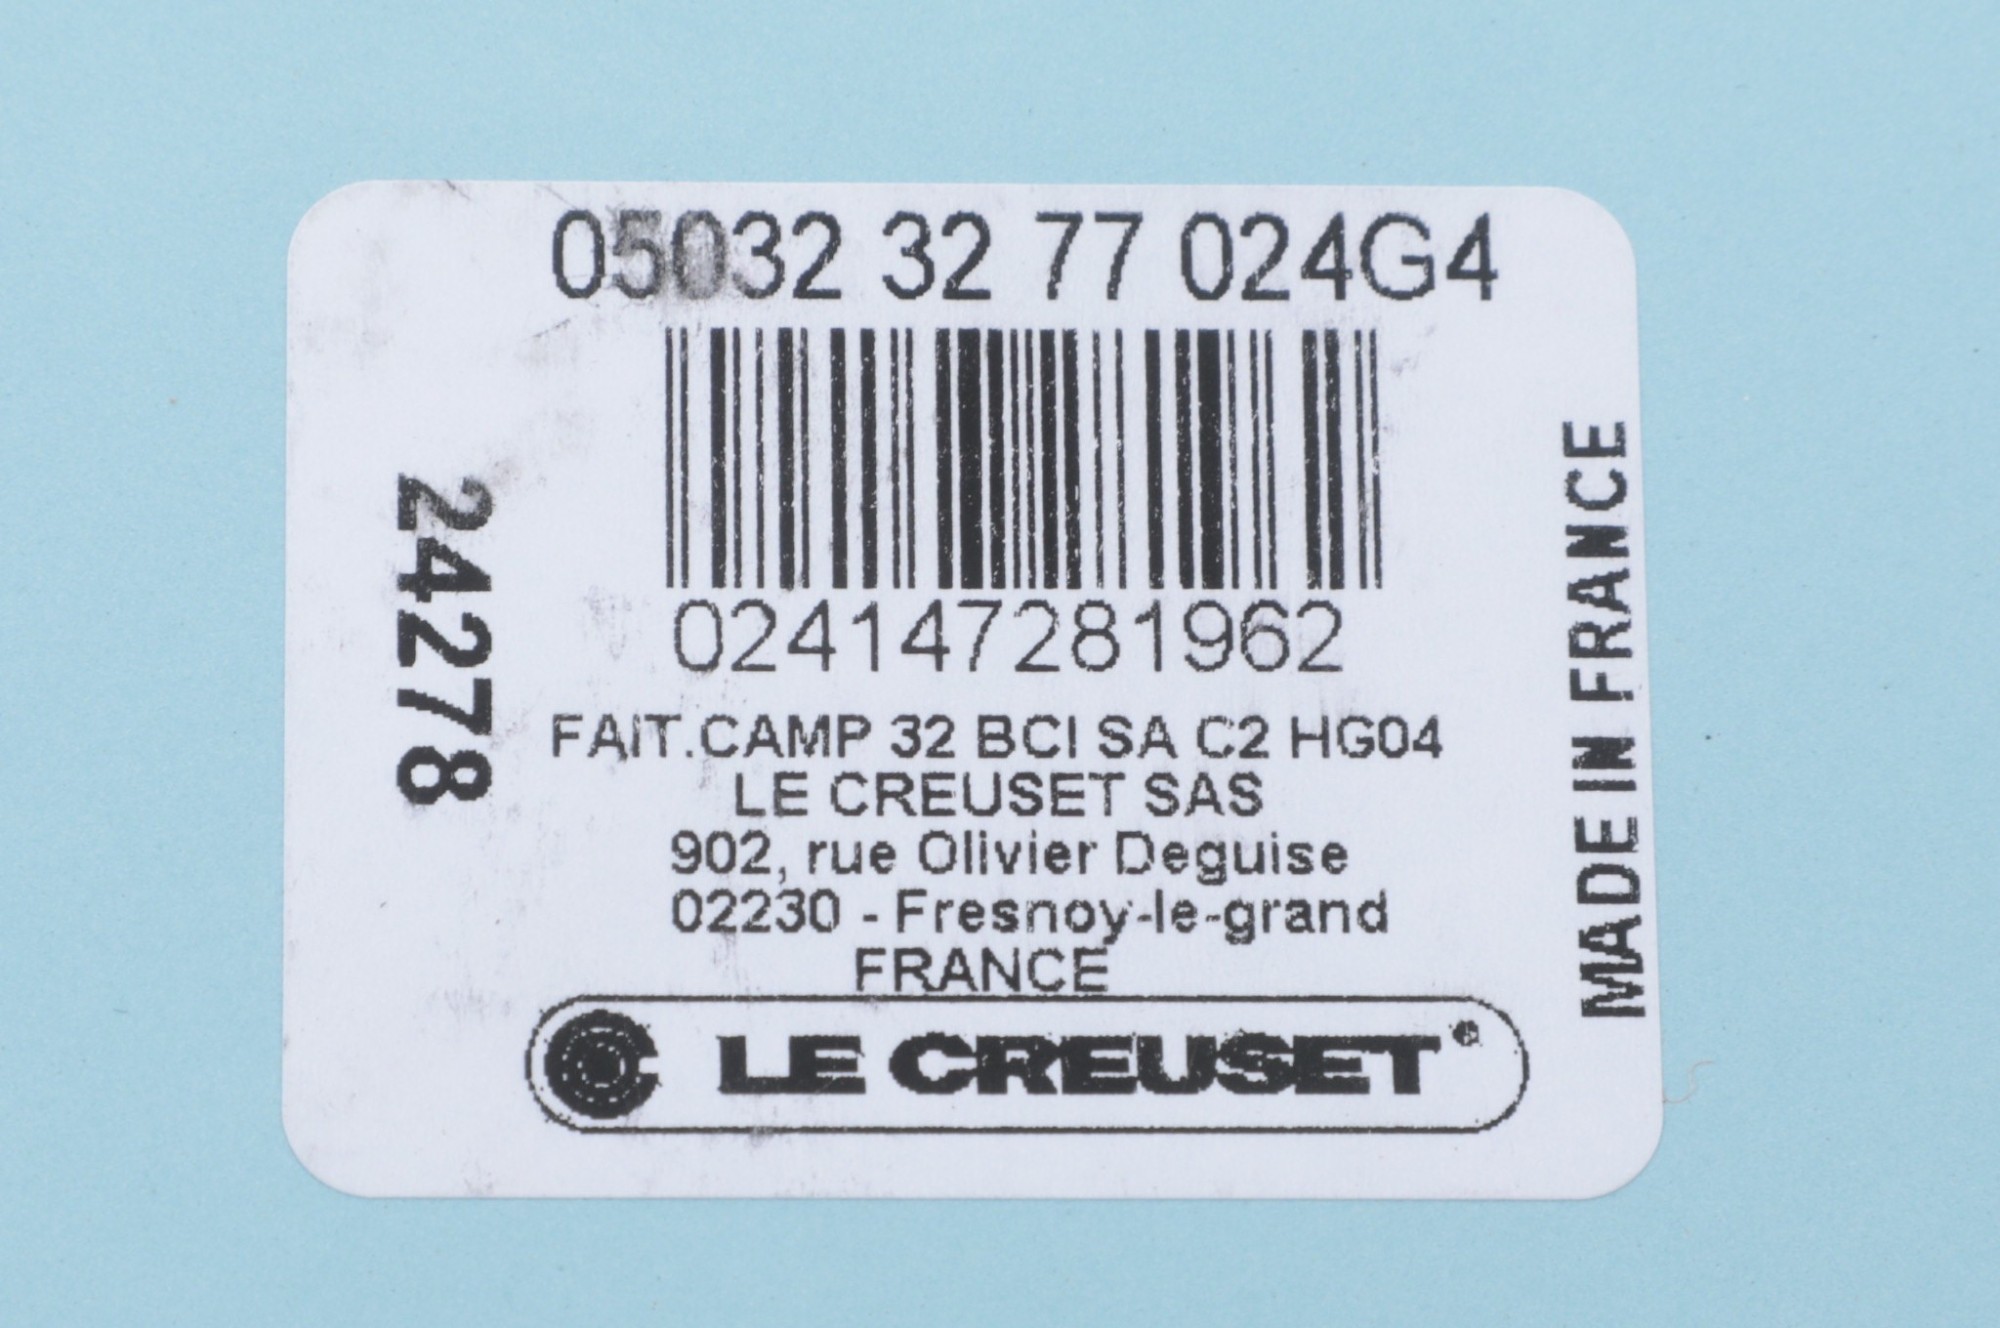 05032 32 77 024G4
024147281962
FAIT.CAMP 32 BCI SA C2 HG04
LE CREUSET SAS
902, rue Olivier Deguise
02230 - Fresnoy-le-grand
FRANCE
LE CREUSET®
24278
MADE IN FRANCE